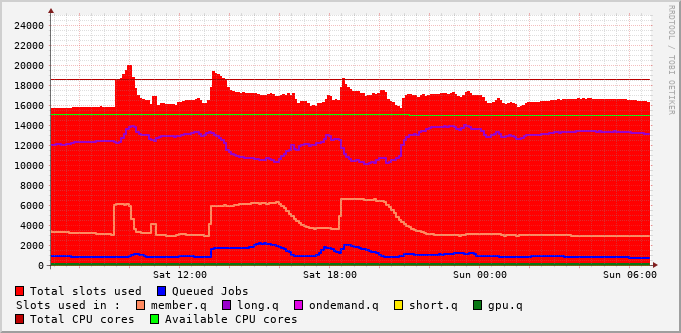 RRDTOOL / TOBI OETIKER
24000
22000
20000
18000
16000
14000
12000
10000
8000
6000
4000
2000
0
Sat 12:00 Sat 18:00 Sun 00:00 Sun 06:00
Total slots used Queued Jobs
Slots used in : member.q long.q ondemand.q short.q gpu.q
Total CPU cores Available CPU cores